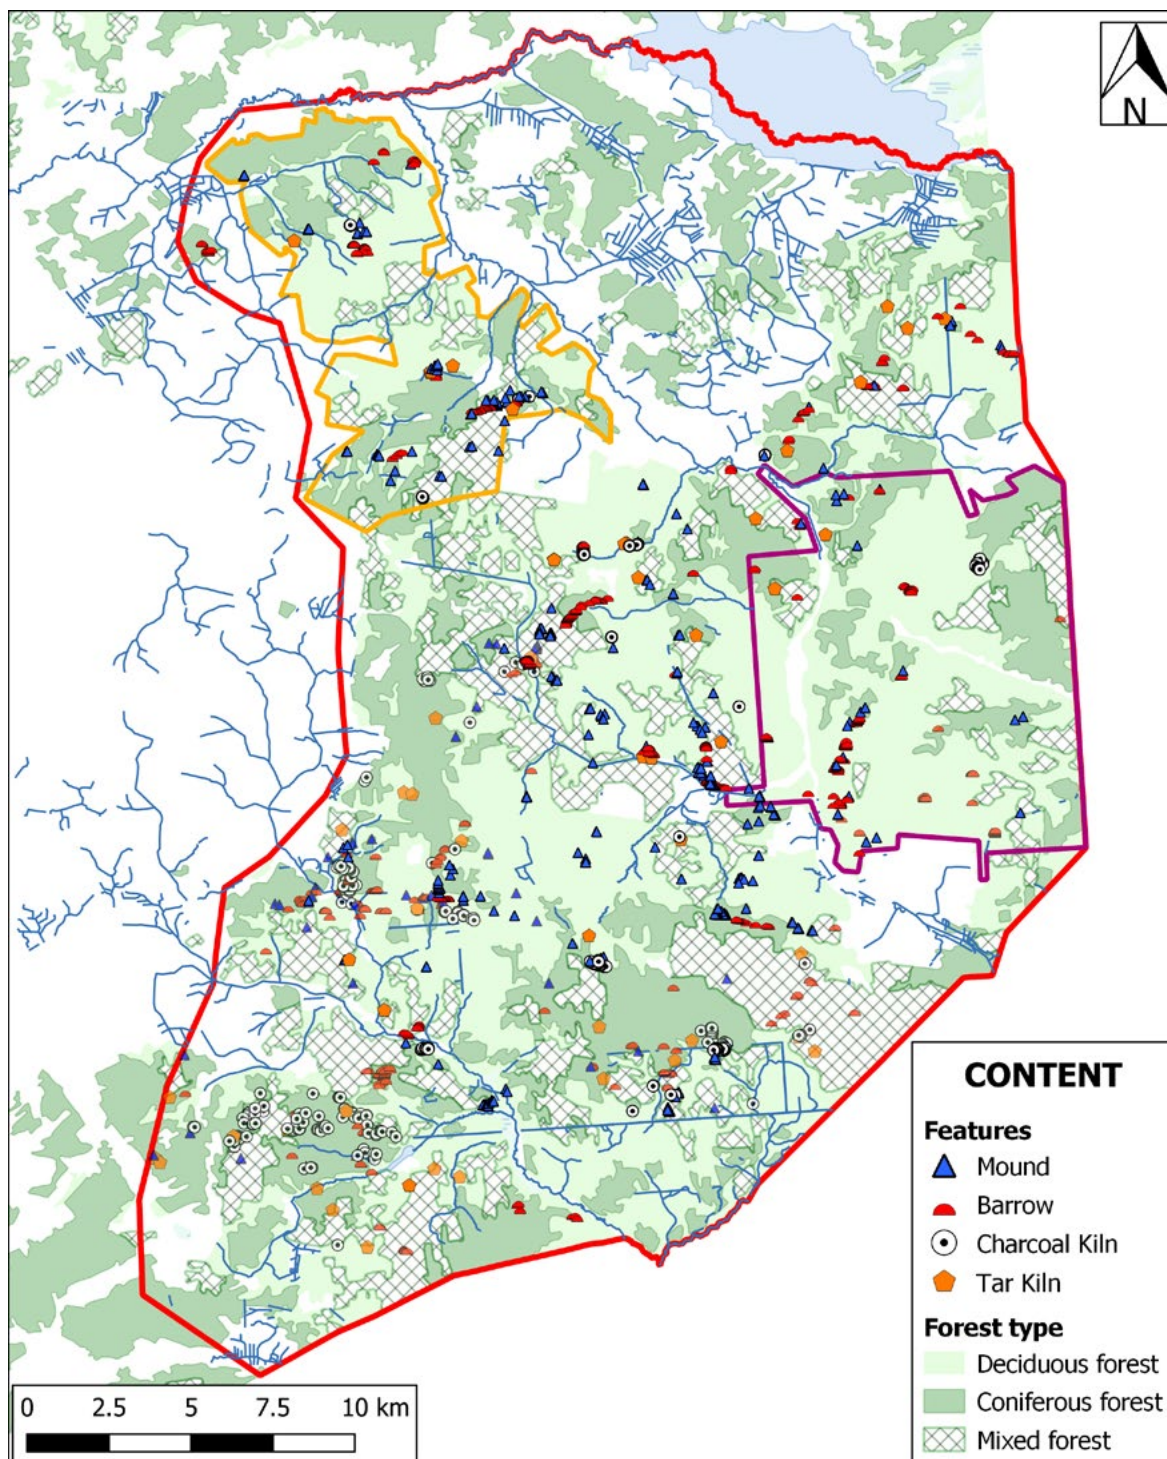 N
CONTENT
Features
Mound
Barrow
Charcoal Kiln
Tar Kiln
Forest type
Deciduous forest
Coniferous forest
Mixed forest
0 2.5 5 7.5 10 km